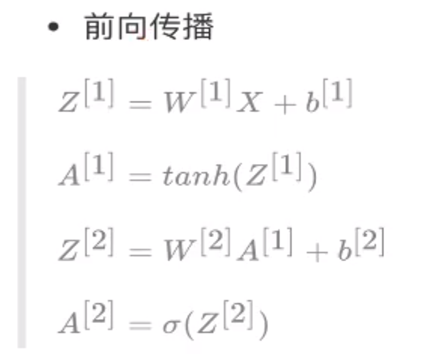 • 前向传播
Z^[1] = W^[1]X + b^[1]
A^[1] = tanh(Z^[1])
Z^[2] = W^[2]A^[1] + b^[2]
A^[2] = σ(Z^[2])